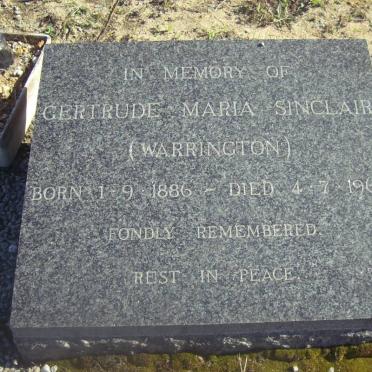 IN MEMORY OF
GERTRUDE MARIA SINCLAIR
(WARRINGTON)
BORN 1-9 1886 - DIED 4-7-196
FONDLY REMEMBERED.
REST IN PEACE.